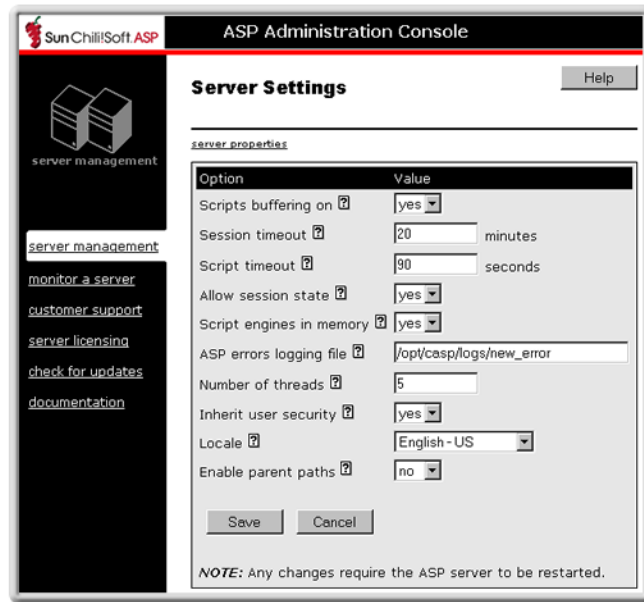 Sun Chili!Soft. ASP
ASP Administration Console
Server Settings
Help
server management
server properties
Option Value
Scripts buffering on ? yes
Session timeout ? 20 minutes
Script timeout ? 90 seconds
Allow session state ? yes
Script engines in memory ? yes
ASP errors logging file ? /opt/casp/logs/new_error
Number of threads ? 5
Inherit user security ? yes
Locale ? English - US
Enable parent paths ? no
Save Cancel
NOTE: Any changes require the ASP server to be restarted.
server management
monitor a server
customer support
server licensing
check for updates
documentation